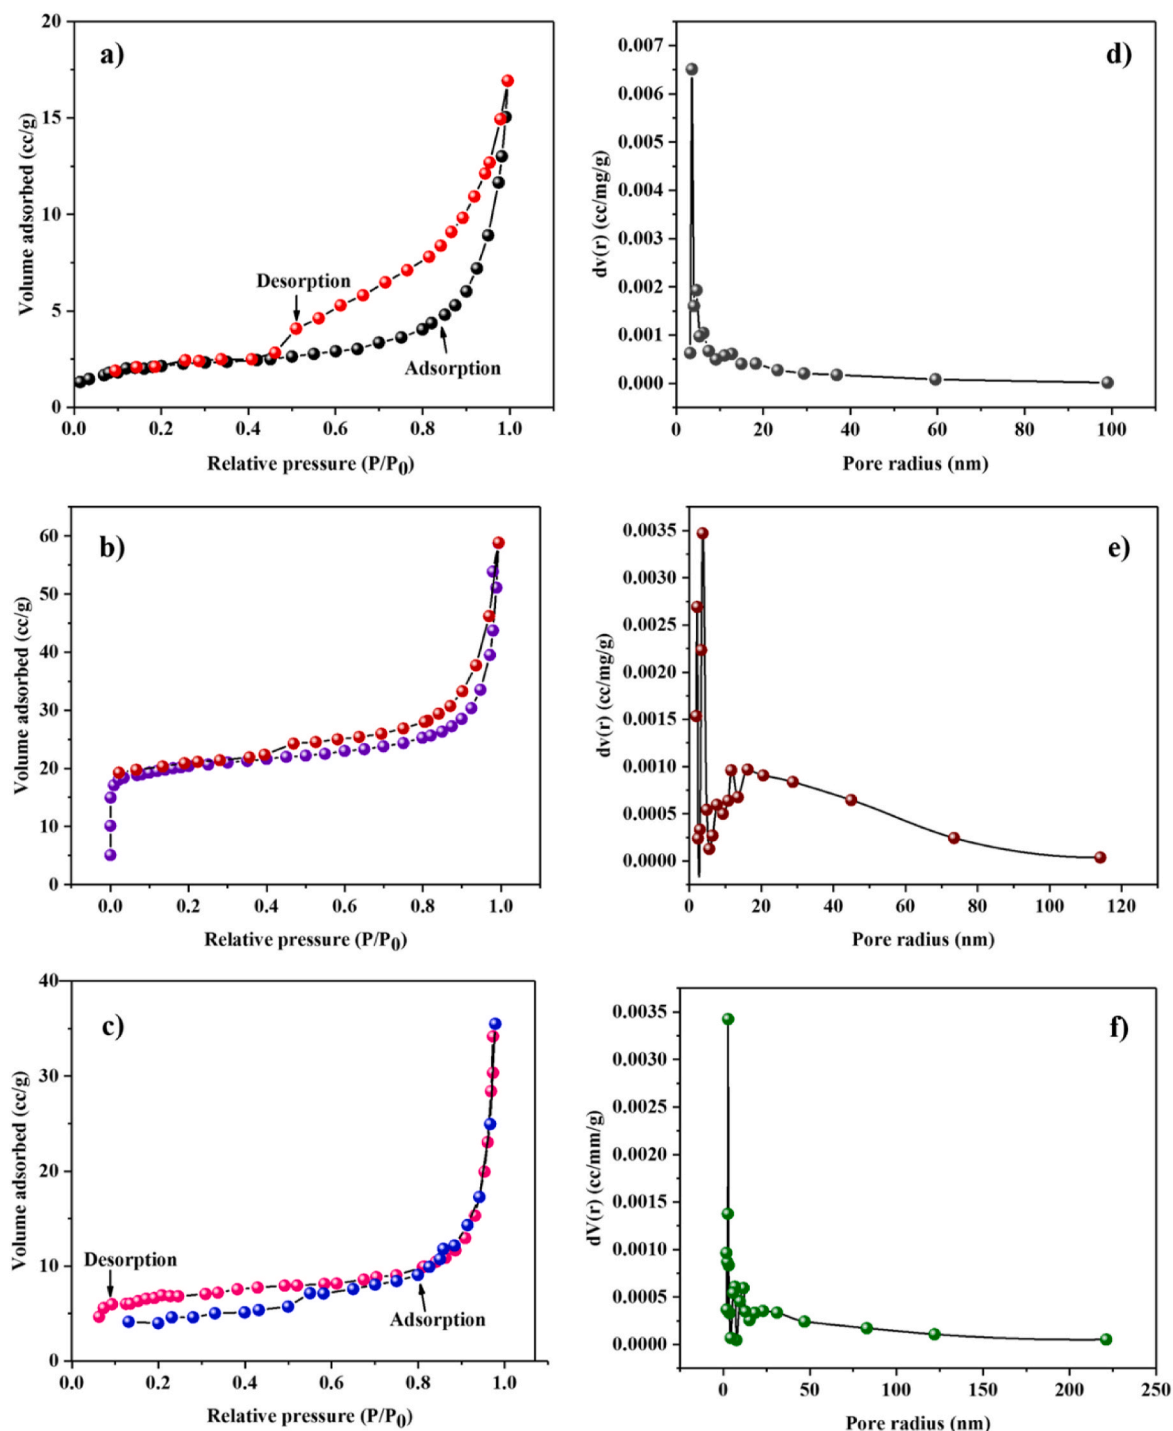 20
15
10
5
0
Volume adsorbed (cc/g)
a)
Desorption
Adsorption
0.0 0.2 0.4 0.6 0.8 1.0
Relative pressure (P/P0)
0.007
0.006
0.005
0.004
0.003
0.002
0.001
0.000
dv(r) (cc/mg/g)
d)
0 20 40 60 80 100
Pore radius (nm)
60
50
40
30
20
10
0
Volume adsorbed (cc/g)
b)
0.0 0.2 0.4 0.6 0.8 1.0
Relative pressure (P/P0)
0.0035
0.0030
0.0025
0.0020
0.0015
0.0010
0.0005
0.0000
dv(r) (cc/mg/g)
e)
0 20 40 60 80 100 120
Pore radius (nm)
40
30
20
10
0
Volume adsorbed (cc/g)
c)
Desorption
Adsorption
0.0 0.2 0.4 0.6 0.8 1.0
Relative pressure (P/P0)
0.0035
0.0030
0.0025
0.0020
0.0015
0.0010
0.0005
0.0000
dV(r) (cc/mm/g)
f)
0 50 100 150 200 250
Pore radius (nm)